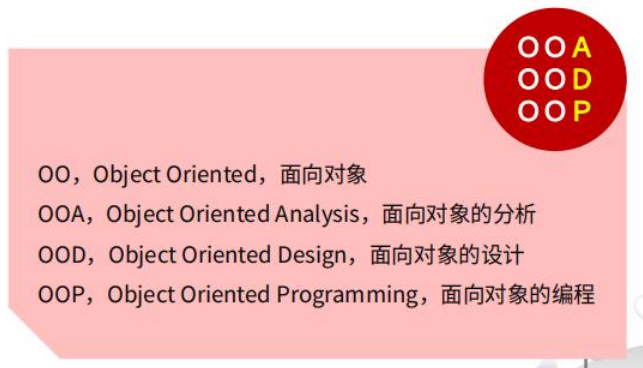 OOA
OOD
OOP
OO，Object Oriented，面向对象
OOA，Object Oriented Analysis，面向对象的分析
OOD，Object Oriented Design，面向对象的设计
OOP，Object Oriented Programming，面向对象的编程